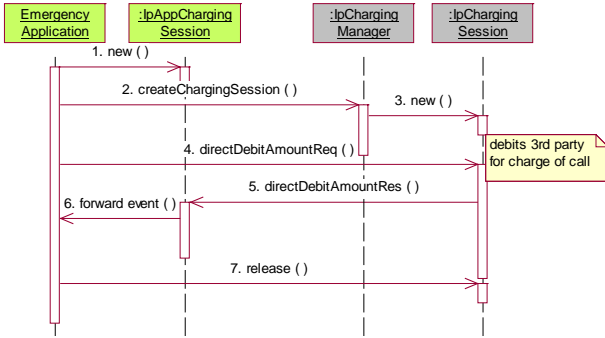 Emergency
Application
:IpAppCharging
Session
:IpCharging
Manager
:IpCharging
Session
1. new ( )
2. createChargingSession ( )
3. new ( )
debits 3rd party
for charge of call
4. directDebitAmountReq ( )
5. directDebitAmountRes ( )
6. forward event ( )
7. release ( )